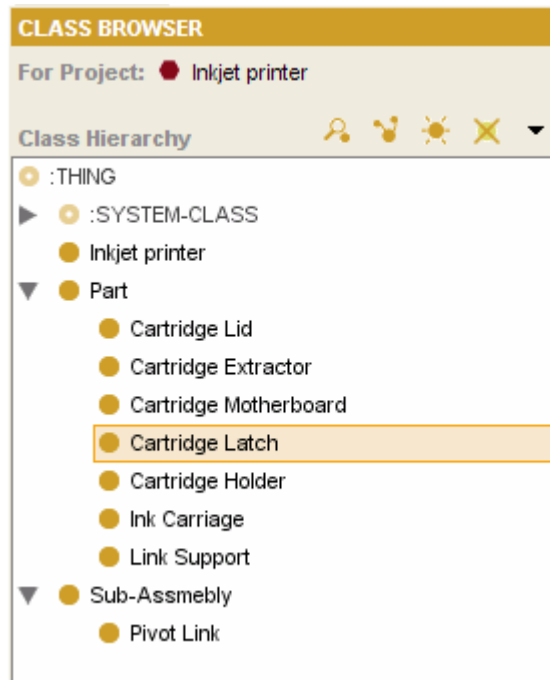 CLASS BROWSER
For Project: Inkjet printer
Class Hierarchy
:THING
:SYSTEM-CLASS
Inkjet printer
Part
Cartridge Lid
Cartridge Extractor
Cartridge Motherboard
Cartridge Latch
Cartridge Holder
Ink Carriage
Link Support
Sub-Assmebly
Pivot Link